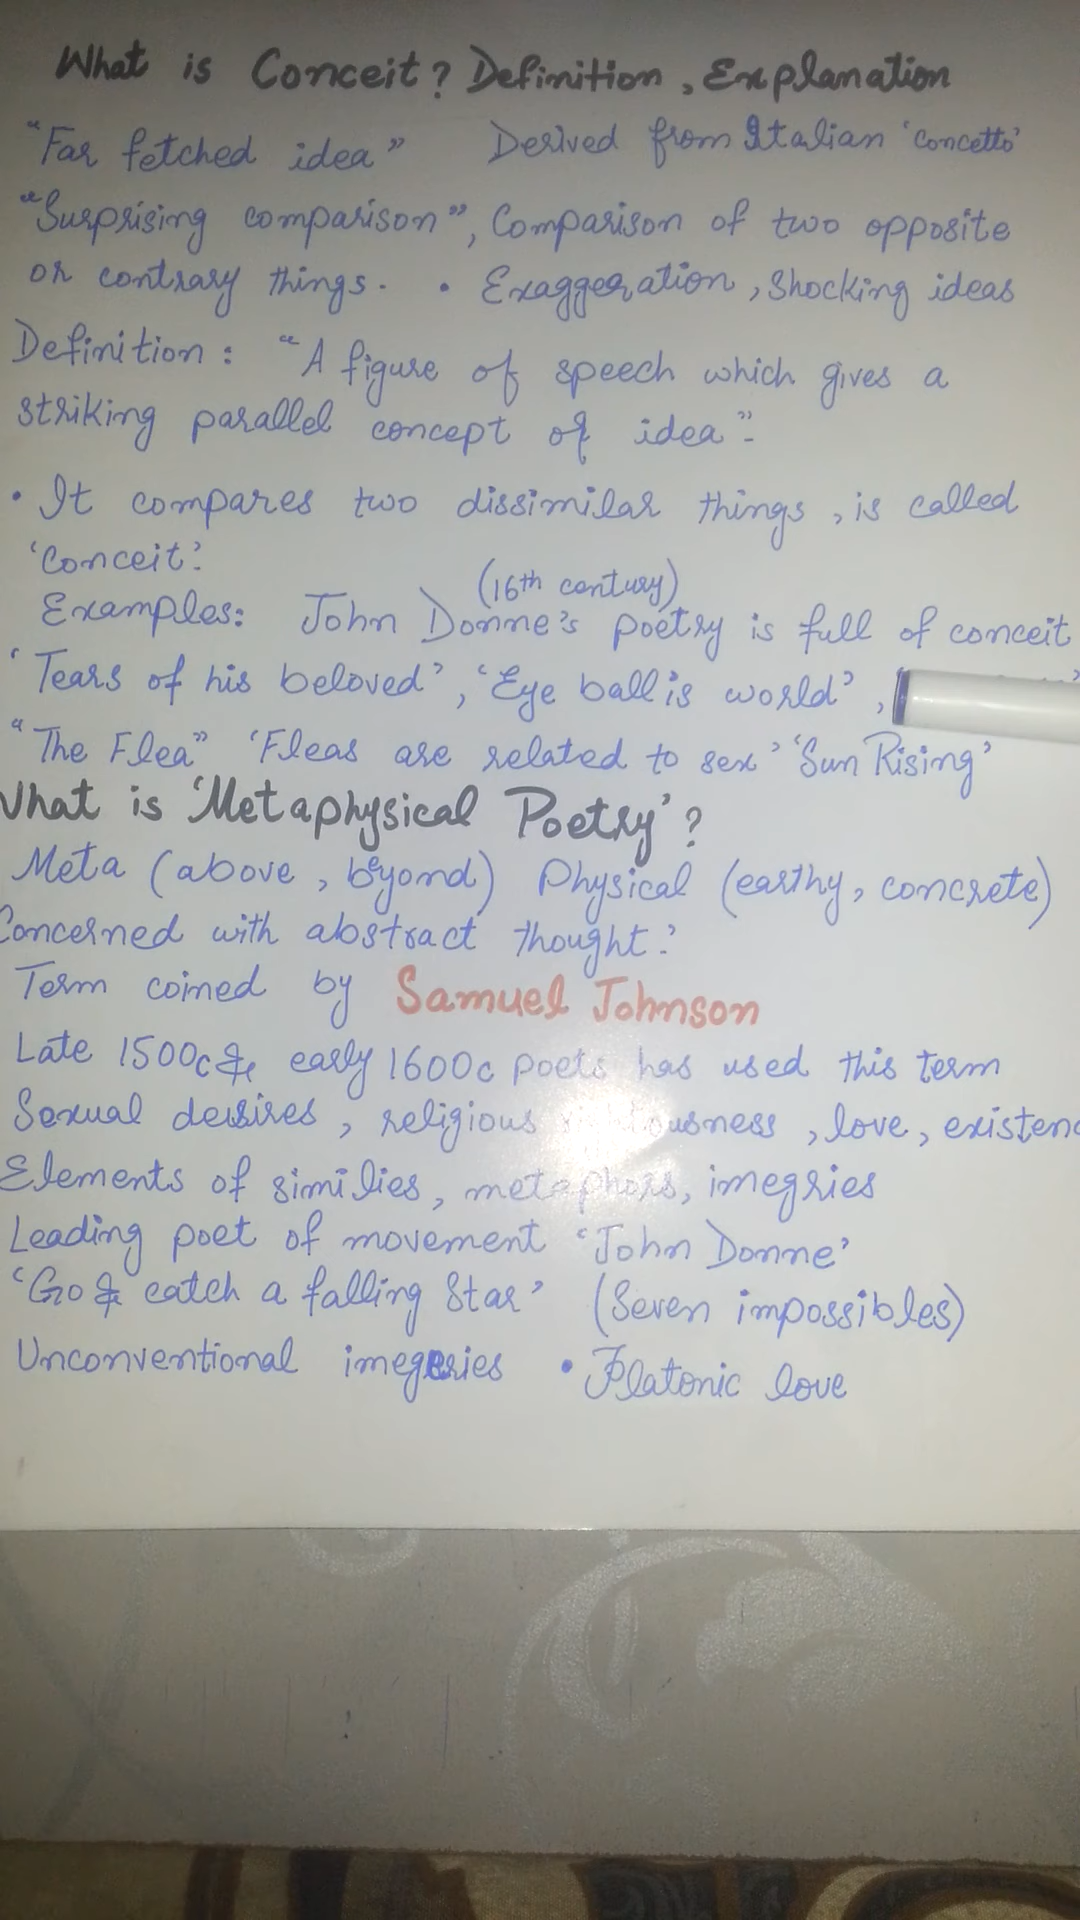 What is Conceit? Definition, Explanation
"Far fetched idea" Derived from Italian 'concetto'
"Surprising comparison", Comparison of two opposite
or contrary things. • Exaggeration, Shocking ideas
Definition: "A figure of speech which gives a
striking parallel concept of idea".
• It compares two dissimilar things, is called
'Conceit'.
(16th century)
Examples: John Donne's poetry is full of conceit
'Tears of his beloved', 'Eye ball is world',
"The Flea" 'Fleas are related to sex' 'Sun Rising'
What is 'Metaphysical Poetry'?
Meta (above, beyond) Physical (earthy, concrete)
Concerned with abstract thought.'
Term coined by Samuel Johnson
Late 1500c & early 1600c poets has used this term
Sexual desires, religious , love, existenc
Elements of similies, metaphors, imegries
Leading poet of movement 'John Donne'
'Go & catch a falling Star' (Seven impossibles)
Unconventional imegeries • Platonic love